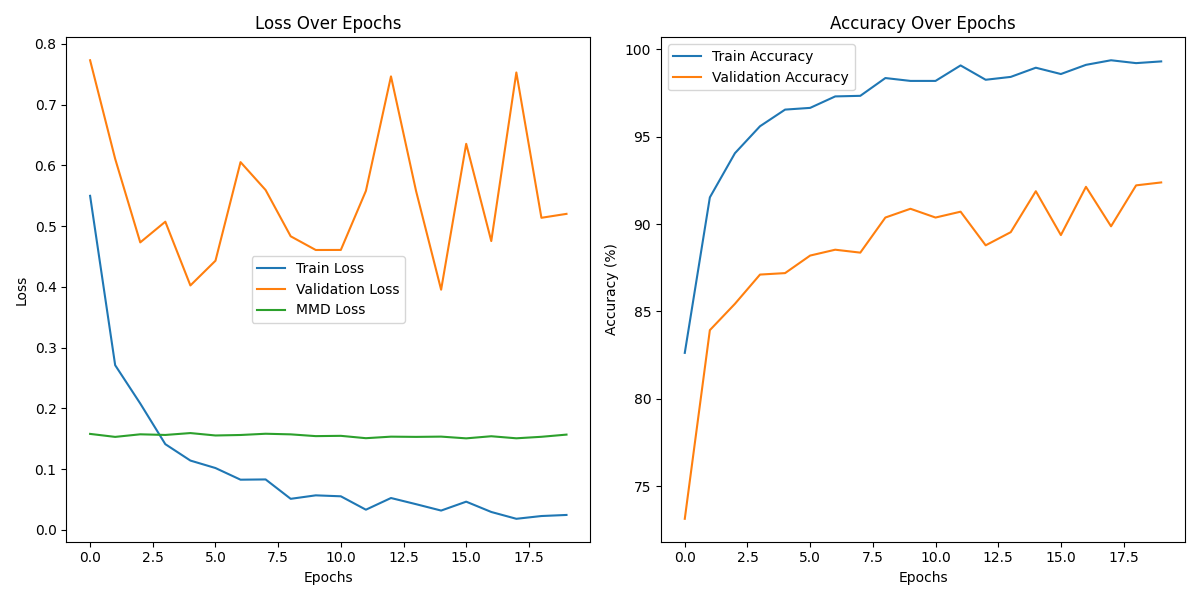 Loss Over Epochs
0.8
0.7
0.6
0.5
0.4
0.3
0.2
0.1
0.0
Loss
Train Loss
Validation Loss
MMD Loss
0.0 2.5 5.0 7.5 10.0 12.5 15.0 17.5
Epochs
Accuracy Over Epochs
100
95
90
85
80
75
Accuracy (%)
Train Accuracy
Validation Accuracy
0.0 2.5 5.0 7.5 10.0 12.5 15.0 17.5
Epochs